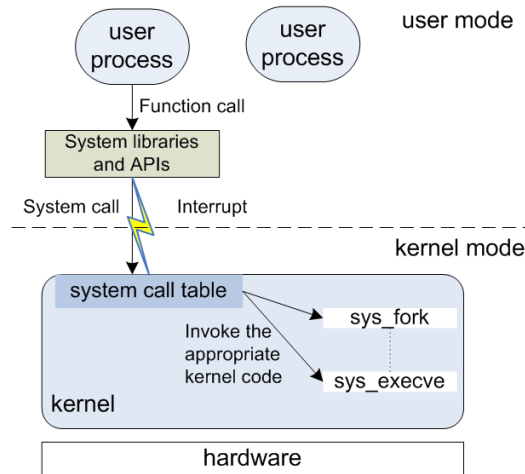 user mode
user
process
user
process
Function call
System libraries
and APIs
System call
Interrupt
kernel mode
system call table
sys_fork
Invoke the
appropriate
kernel code
sys_execve
kernel
hardware